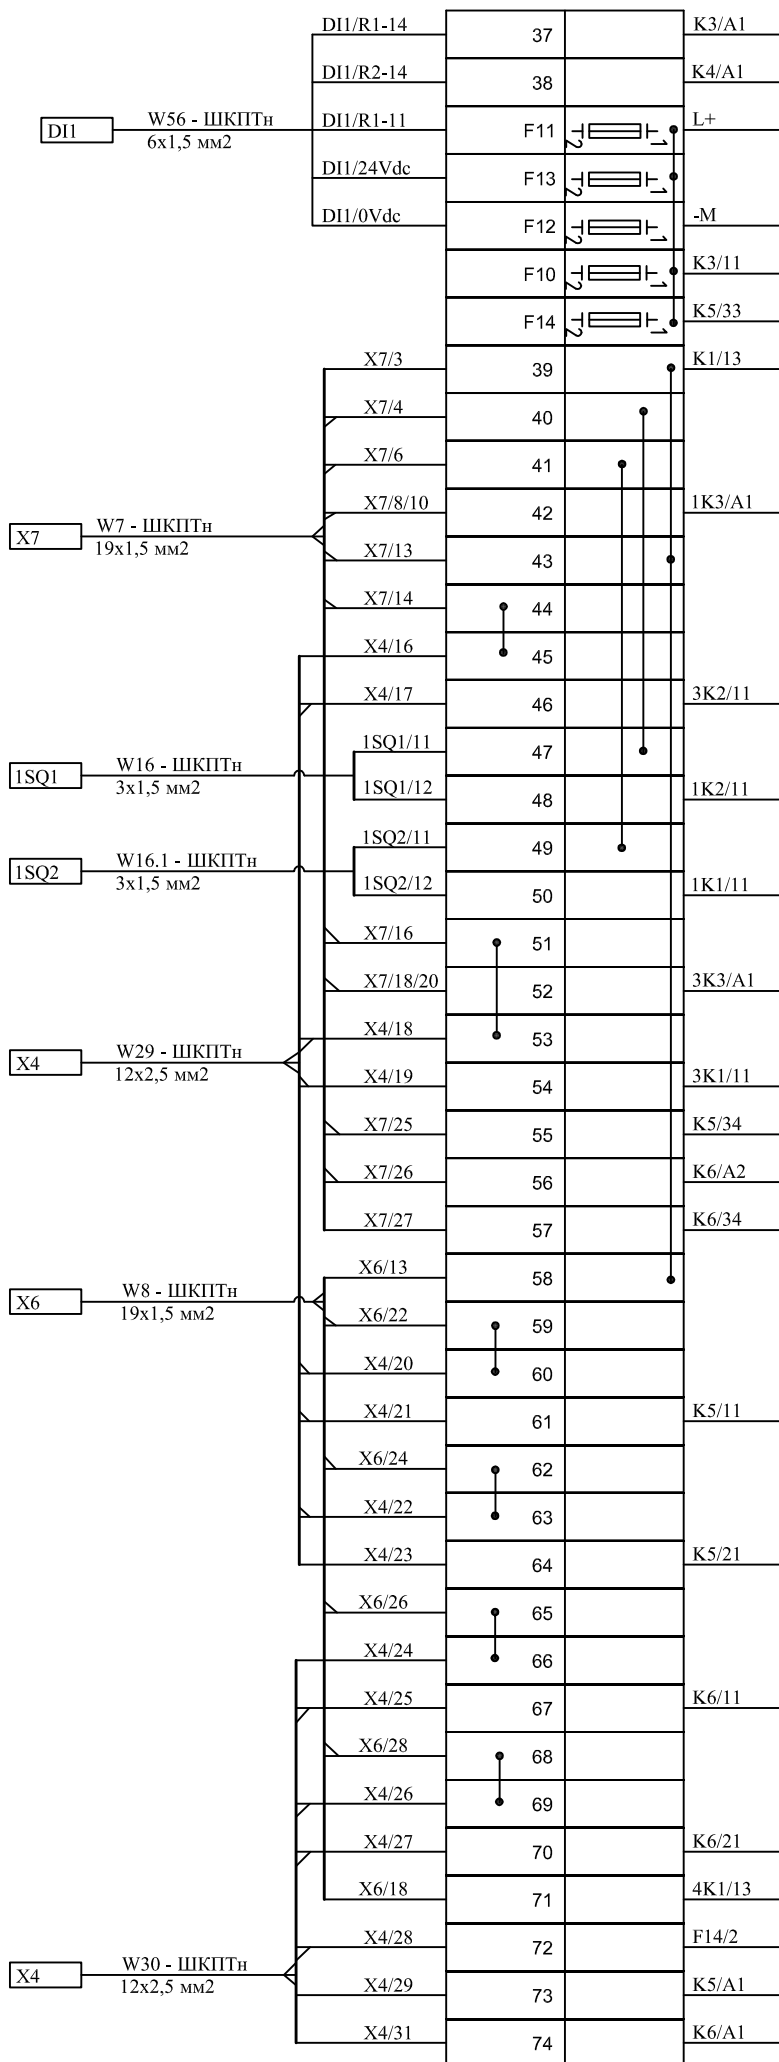 DI1/R1-14 37 K3/A1
DI1/R2-14 38 K4/A1
DI1 W56 - ШКПТн DI1/R1-11 F11 2 1 L+
6x1,5 мм2
DI1/24Vdc F13 2 1
DI1/0Vdc F12 2 1 -M
F10 2 1 K3/11
F14 2 1 K5/33
X7/3 39 K1/13
X7/4 40
X7/6 41
X7/8/10 42 1K3/A1
X7 W7 - ШКПТн
19x1,5 мм2
X7/13 43
X7/14 44
X4/16 45
X4/17 46 3K2/11
1SQ1/11 47
1SQ1 W16 - ШКПТн
3x1,5 мм2
1SQ1/12 48 1K2/11
1SQ2/11 49
1SQ2 W16.1 - ШКПТн
3x1,5 мм2
1SQ2/12 50 1K1/11
X7/16 51
X7/18/20 52 3K3/A1
X4/18 53
X4 W29 - ШКПТн
12x2,5 мм2
X4/19 54 3K1/11
X7/25 55 K5/34
X7/26 56 K6/A2
X7/27 57 K6/34
X6/13 58
X6 W8 - ШКПТн
19x1,5 мм2
X6/22 59
X4/20 60
X4/21 61 K5/11
X6/24 62
X4/22 63
X4/23 64 K5/21
X6/26 65
X4/24 66
X4/25 67 K6/11
X6/28 68
X4/26 69
X4/27 70 K6/21
X6/18 71 4K1/13
X4/28 72 F14/2
X4 W30 - ШКПТн
12x2,5 мм2
X4/29 73 K5/A1
X4/31 74 K6/A1